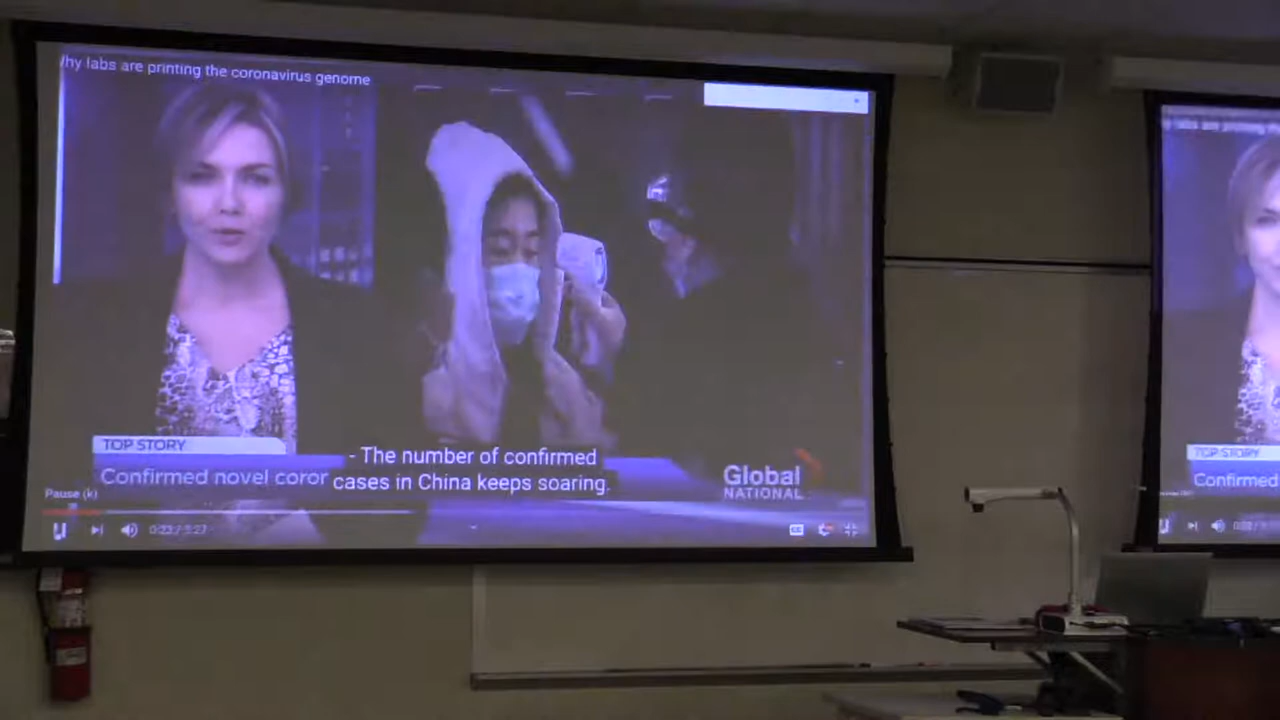 hy labs are printing the coronavirus genome
TOP STORY
Confirmed novel coror
- The number of confirmed
cases in China keeps soaring.
Global
NATIONAL
Pause (k)
CC
TOP STORY
Confirmed